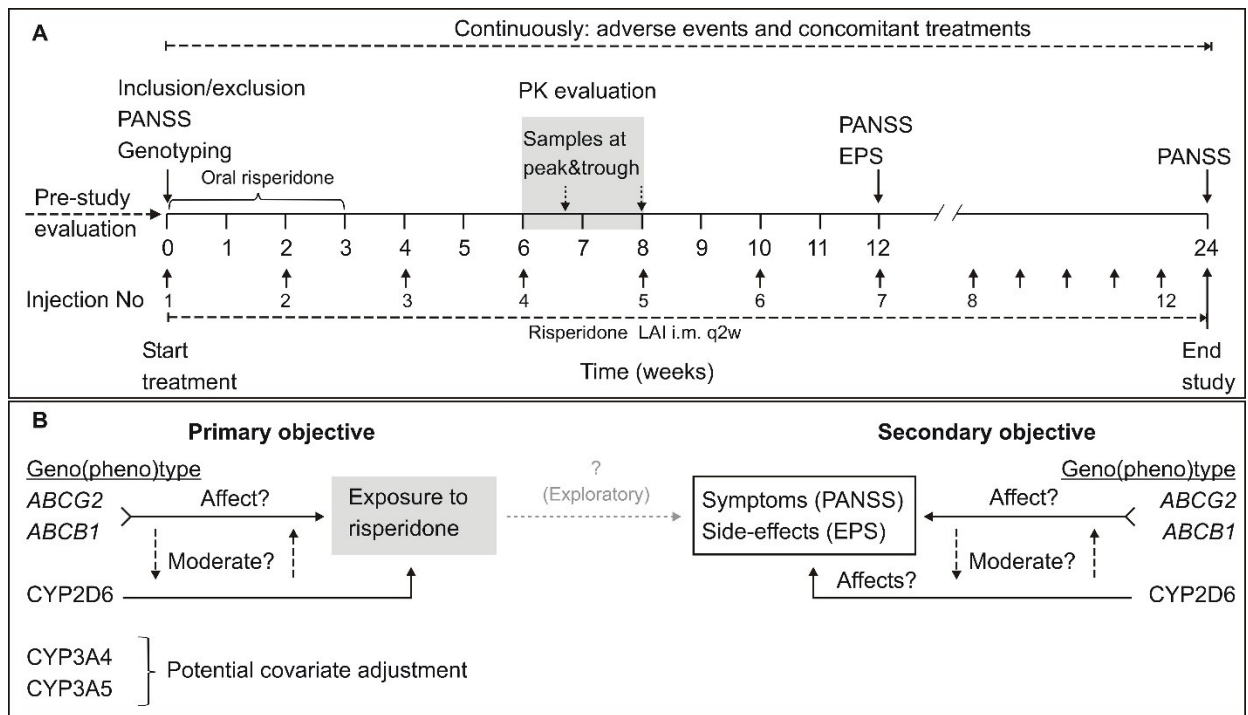 A
Continuously: adverse events and concomitant treatments
Inclusion/exclusion
PANSS
Genotyping
PK evaluation
Samples at
peak&trough
PANSS
EPS
PANSS
Oral risperidone
Pre-study
evaluation
0 1 2 3 4 5 6 7 8 9 10 11 12 24
Injection No 1 2 3 4 5 6 7 8 12
Risperidone LAI i.m. q2w
Start
treatment
Time (weeks)
End
study
B
Primary objective
Geno(pheno)type
ABCG2
ABCB1
Affect?
Moderate?
CYP2D6
Exposure to
risperidone
CYP3A4
CYP3A5
Potential covariate adjustment
?
(Exploratory)
Secondary objective
Symptoms (PANSS)
Side-effects (EPS)
Geno(pheno)type
Affect?
ABCG2
ABCB1
Moderate?
Affects?
CYP2D6